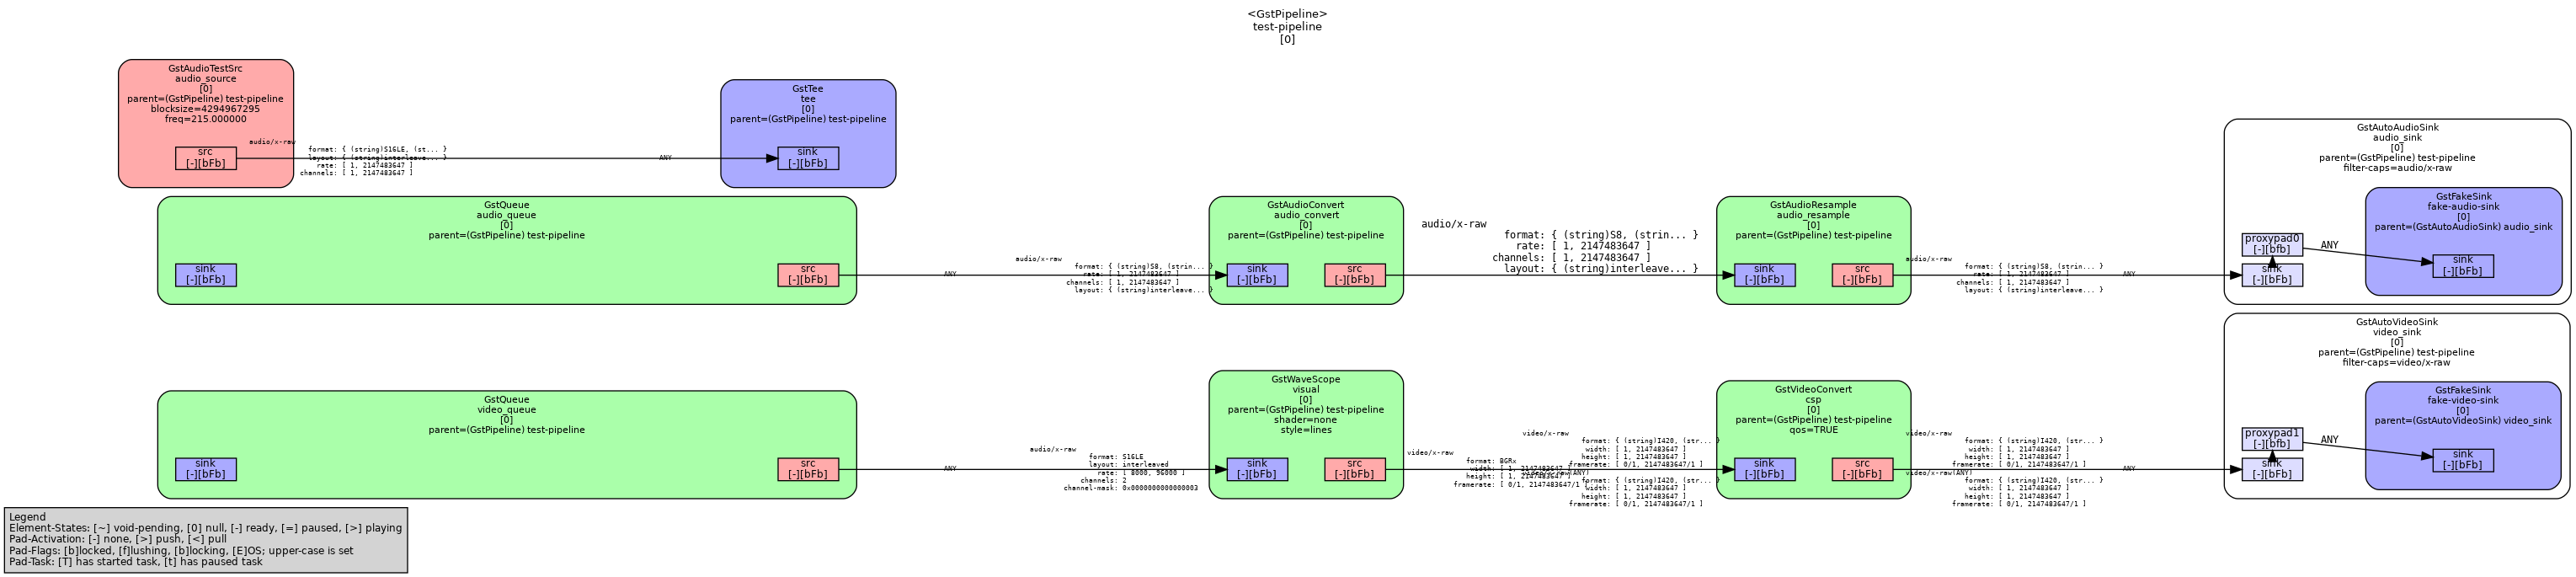 <GstPipeline>
test-pipeline
[0]
GstAudioTestSrc
audio_source
[0]
parent=(GstPipeline) test-pipeline
blocksize=4294967295
freq=215.000000
src
[-][bFb]
audio/x-raw
format: { (string)S16LE, (st... }
layout: { (string)interleave... }
rate: [ 1, 2147483647 ]
channels: [ 1, 2147483647 ]
ANY
GstTee
tee
[0]
parent=(GstPipeline) test-pipeline
sink
[-][bFb]
GstQueue
audio_queue
[0]
parent=(GstPipeline) test-pipeline
sink
[-][bFb]
src
[-][bFb]
ANY
audio/x-raw
format: { (string)S8, (strin... }
rate: [ 1, 2147483647 ]
channels: [ 1, 2147483647 ]
layout: { (string)interleave... }
GstAudioConvert
audio_convert
[0]
parent=(GstPipeline) test-pipeline
sink
[-][bFb]
src
[-][bFb]
audio/x-raw
format: { (string)S8, (strin... }
rate: [ 1, 2147483647 ]
channels: [ 1, 2147483647 ]
layout: { (string)interleave... }
GstAudioResample
audio_resample
[0]
parent=(GstPipeline) test-pipeline
sink
[-][bFb]
src
[-][bFb]
audio/x-raw
format: { (string)S8, (strin... }
rate: [ 1, 2147483647 ]
channels: [ 1, 2147483647 ]
layout: { (string)interleave... }
ANY
GstAutoAudioSink
audio_sink
[0]
parent=(GstPipeline) test-pipeline
filter-caps=audio/x-raw
proxypad0
[-][bfb]
sink
[-][bFb]
ANY
GstFakeSink
fake-audio-sink
[0]
parent=(GstAutoAudioSink) audio_sink
sink
[-][bFb]
GstQueue
video_queue
[0]
parent=(GstPipeline) test-pipeline
sink
[-][bFb]
src
[-][bFb]
ANY
audio/x-raw
format: S16LE
layout: interleaved
rate: [ 8000, 96000 ]
channels: 2
channel-mask: 0x0000000000000003
GstWaveScope
visual
[0]
parent=(GstPipeline) test-pipeline
shader=none
style=lines
sink
[-][bFb]
src
[-][bFb]
video/x-raw
format: BGRx
width: [ 1, 2147483647 ]
height: [ 1, 2147483647 ]
framerate: [ 0/1, 2147483647/1 ]
video/x-raw
format: { (string)I420, (str... }
width: [ 1, 2147483647 ]
height: [ 1, 2147483647 ]
framerate: [ 0/1, 2147483647/1 ]
video/x-raw(ANY)
format: { (string)I420, (str... }
width: [ 1, 2147483647 ]
height: [ 1, 2147483647 ]
framerate: [ 0/1, 2147483647/1 ]
GstVideoConvert
csp
[0]
parent=(GstPipeline) test-pipeline
qos=TRUE
sink
[-][bFb]
src
[-][bFb]
video/x-raw
format: { (string)I420, (str... }
width: [ 1, 2147483647 ]
height: [ 1, 2147483647 ]
framerate: [ 0/1, 2147483647/1 ]
video/x-raw(ANY)
format: { (string)I420, (str... }
width: [ 1, 2147483647 ]
height: [ 1, 2147483647 ]
framerate: [ 0/1, 2147483647/1 ]
ANY
GstAutoVideoSink
video_sink
[0]
parent=(GstPipeline) test-pipeline
filter-caps=video/x-raw
proxypad1
[-][bfb]
sink
[-][bFb]
ANY
GstFakeSink
fake-video-sink
[0]
parent=(GstAutoVideoSink) video_sink
sink
[-][bFb]
Legend
Element-States: [~] void-pending, [0] null, [-] ready, [=] paused, [>] playing
Pad-Activation: [-] none, [>] push, [<] pull
Pad-Flags: [b]locked, [f]lushing, [b]locking, [E]OS; upper-case is set
Pad-Task: [T] has started task, [t] has paused task